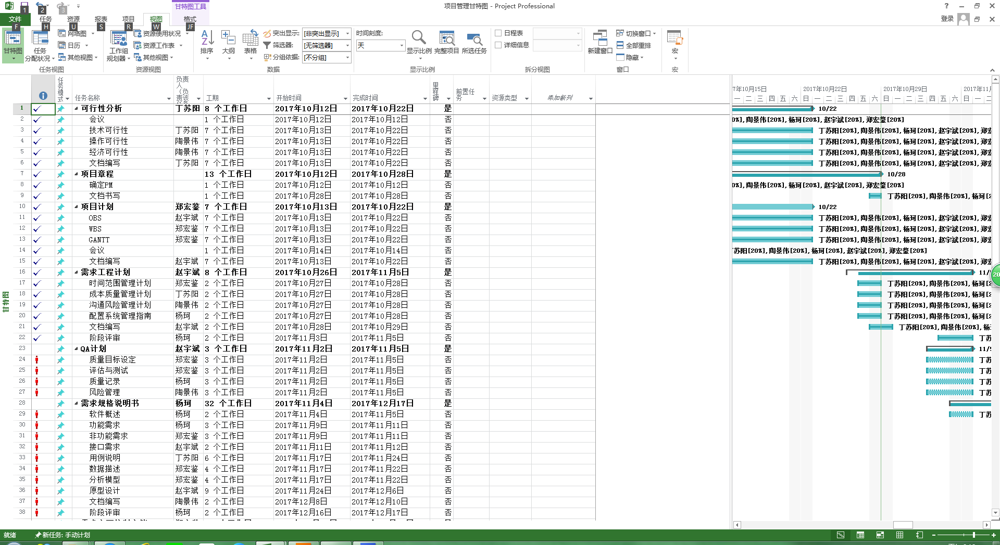 项目管理甘特图 - Project Professional
甘特图工具
1 2 3
文件 任务 资源 报表 项目 视图 格式
F H U S R W JF
登录
甘特图
任务分配状况
网络图
日历
其他视图
任务视图
工作组规划器
资源使用状况
资源工作表
其他视图
资源视图
排序 大纲 表格
突出显示: [非突出显示]
筛选器: [无筛选器]
分组依据: [不分组]
数据
时间刻度:
天
显示比例 完整项目 所选任务
显示比例
日程表
详细信息
拆分视图
新建窗口
切换窗口
全部重排
隐藏
窗口
宏
宏
任务模式 任务名称 负责人（负责该任务 工期 开始时间 完成时间 里程碑 前置任务 资源类型 添加新列
1 可行性分析 丁苏阳 8 个工作日 2017年10月12日 2017年10月22日 是
2 会议 1 个工作日 2017年10月12日 2017年10月12日 否
3 技术可行性 丁苏阳 7 个工作日 2017年10月13日 2017年10月22日 否
4 操作可行性 陶景伟 7 个工作日 2017年10月13日 2017年10月22日 否
5 经济可行性 陶景伟 7 个工作日 2017年10月13日 2017年10月22日 否
6 文档编写 丁苏阳 7 个工作日 2017年10月13日 2017年10月22日 否
7 项目章程 13 个工作日 2017年10月12日 2017年10月28日 是
8 确定PM 1 个工作日 2017年10月12日 2017年10月12日 否
9 文档书写 1 个工作日 2017年10月28日 2017年10月28日 否
10 项目计划 郑宏鉴 7 个工作日 2017年10月13日 2017年10月22日 是
11 OBS 赵宇斌 7 个工作日 2017年10月13日 2017年10月22日 否
12 WBS 郑宏鉴 7 个工作日 2017年10月13日 2017年10月22日 否
13 GANTT 郑宏鉴 7 个工作日 2017年10月13日 2017年10月22日 否
14 会议 1 个工作日 2017年10月14日 2017年10月14日 否
15 文档编写 赵宇斌 7 个工作日 2017年10月13日 2017年10月22日 否
16 需求工程计划 赵宇斌 8 个工作日 2017年10月26日 2017年11月5日 是
17 时间范围管理计划 郑宏鉴 2 个工作日 2017年10月27日 2017年10月28日 否
18 成本质量管理计划 丁苏阳 2 个工作日 2017年10月27日 2017年10月28日 否
19 沟通风险管理计划 陶景伟 2 个工作日 2017年10月27日 2017年10月28日 否
20 配置系统管理指南 杨珂 2 个工作日 2017年10月27日 2017年10月28日 否
21 文档编写 赵宇斌 2 个工作日 2017年10月28日 2017年10月29日 否
22 阶段评审 杨珂 2 个工作日 2017年11月3日 2017年11月5日 否
23 QA计划 赵宇斌 3 个工作日 2017年11月2日 2017年11月5日 是
24 质量目标设定 郑宏鉴 3 个工作日 2017年11月2日 2017年11月5日 否
25 评估与测试 郑宏鉴 3 个工作日 2017年11月2日 2017年11月5日 否
26 质量记录 杨珂 3 个工作日 2017年11月2日 2017年11月5日 否
27 风险管理 陶景伟 3 个工作日 2017年11月2日 2017年11月5日 否
28 需求规格说明书 杨珂 32 个工作日 2017年11月4日 2017年12月17日 是
29 软件概述 杨珂 2 个工作日 2017年11月4日 2017年11月5日 否
30 功能需求 杨珂 3 个工作日 2017年11月9日 2017年11月11日 否
31 非功能需求 郑宏鉴 3 个工作日 2017年11月9日 2017年11月11日 否
32 接口需求 赵宇斌 2 个工作日 2017年11月11日 2017年11月12日 否
33 用例说明 丁苏阳 6 个工作日 2017年11月17日 2017年11月24日 否
34 数据描述 郑宏鉴 4 个工作日 2017年11月17日 2017年11月22日 否
35 分析模型 郑宏鉴 4 个工作日 2017年11月17日 2017年11月22日 否
36 原型设计 赵宇斌 9 个工作日 2017年11月24日 2017年12月6日 否
37 文档编写 陶景伟 2 个工作日 2017年12月8日 2017年12月10日 否
38 阶段评审 杨珂 2 个工作日 2017年12月16日 2017年12月17日 否
甘特图
7年10月15日 2017年10月22日 2017年10月29日 2017年11月
一 二 三 四 五 六 日 一 二 三 四 五 六 日 一 二 三 四 五 六 日 一 二
10/22
0%],陶景伟[20%],杨珂[20%],赵宇斌[20%],郑宏鉴[20%]
丁苏阳[20%],陶景伟[20%],杨珂[20%],赵宇斌[20%],郑宏
丁苏阳[20%],陶景伟[20%],杨珂[20%],赵宇斌[20%],郑宏
丁苏阳[20%],陶景伟[20%],杨珂[20%],赵宇斌[20%],郑宏
丁苏阳[20%],陶景伟[20%],杨珂[20%],赵宇斌[20%],郑宏
10/28
0%],陶景伟[20%],杨珂[20%],赵宇斌[20%],郑宏鉴[20%]
丁苏阳[20%],陶景伟[20%],杨珂[2
10/22
丁苏阳[20%],陶景伟[20%],杨珂[20%],赵宇斌[20%],郑宏
丁苏阳[20%],陶景伟[20%],杨珂[20%],赵宇斌[20%],郑宏
丁苏阳[20%],陶景伟[20%],杨珂[20%],赵宇斌[20%],郑宏
丁苏阳[20%],陶景伟[20%],杨珂[20%],赵宇斌[20%],郑宏鉴[20%]
丁苏阳[20%],陶景伟[20%],杨珂[20%],赵宇斌[20%],郑宏
11/
20
丁苏阳[20%],陶景伟[20%],杨珂[2
丁苏阳[20%],陶景伟[20%],杨珂[2
丁苏阳[20%],陶景伟[20%],杨珂[2
丁苏阳[20%],陶景伟[20%],杨珂[2
丁苏阳[20%],陶景伟[20%],杨
丁苏
11/5
丁苏
丁苏
丁苏
丁苏
丁苏
就绪 新任务: 手动计划